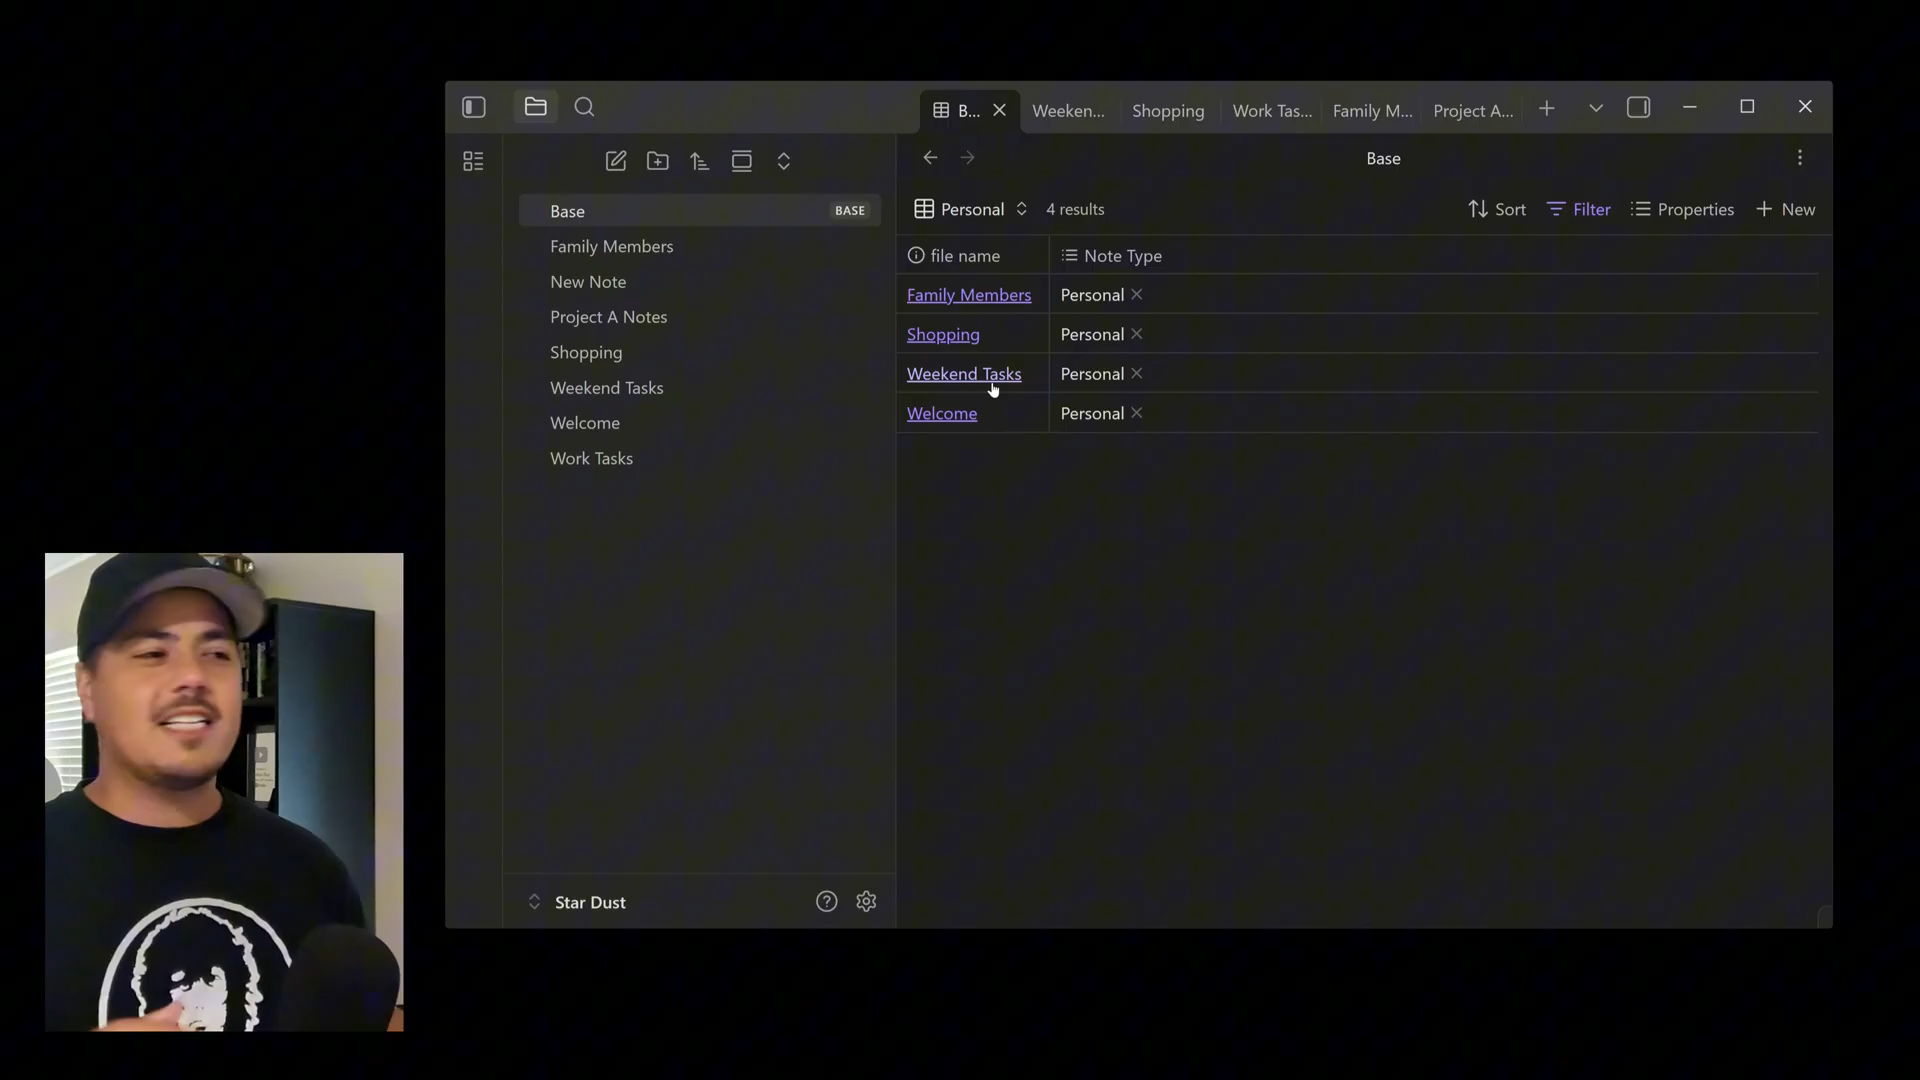 B...
Weeken...
Shopping
Work Tas...
Family M...
Project A...
Base
Base BASE
Family Members
New Note
Project A Notes
Shopping
Weekend Tasks
Welcome
Work Tasks
Star Dust
Personal 4 results Sort Filter Properties New
file name Note Type
Family Members Personal
Shopping Personal
Weekend Tasks Personal
Welcome Personal